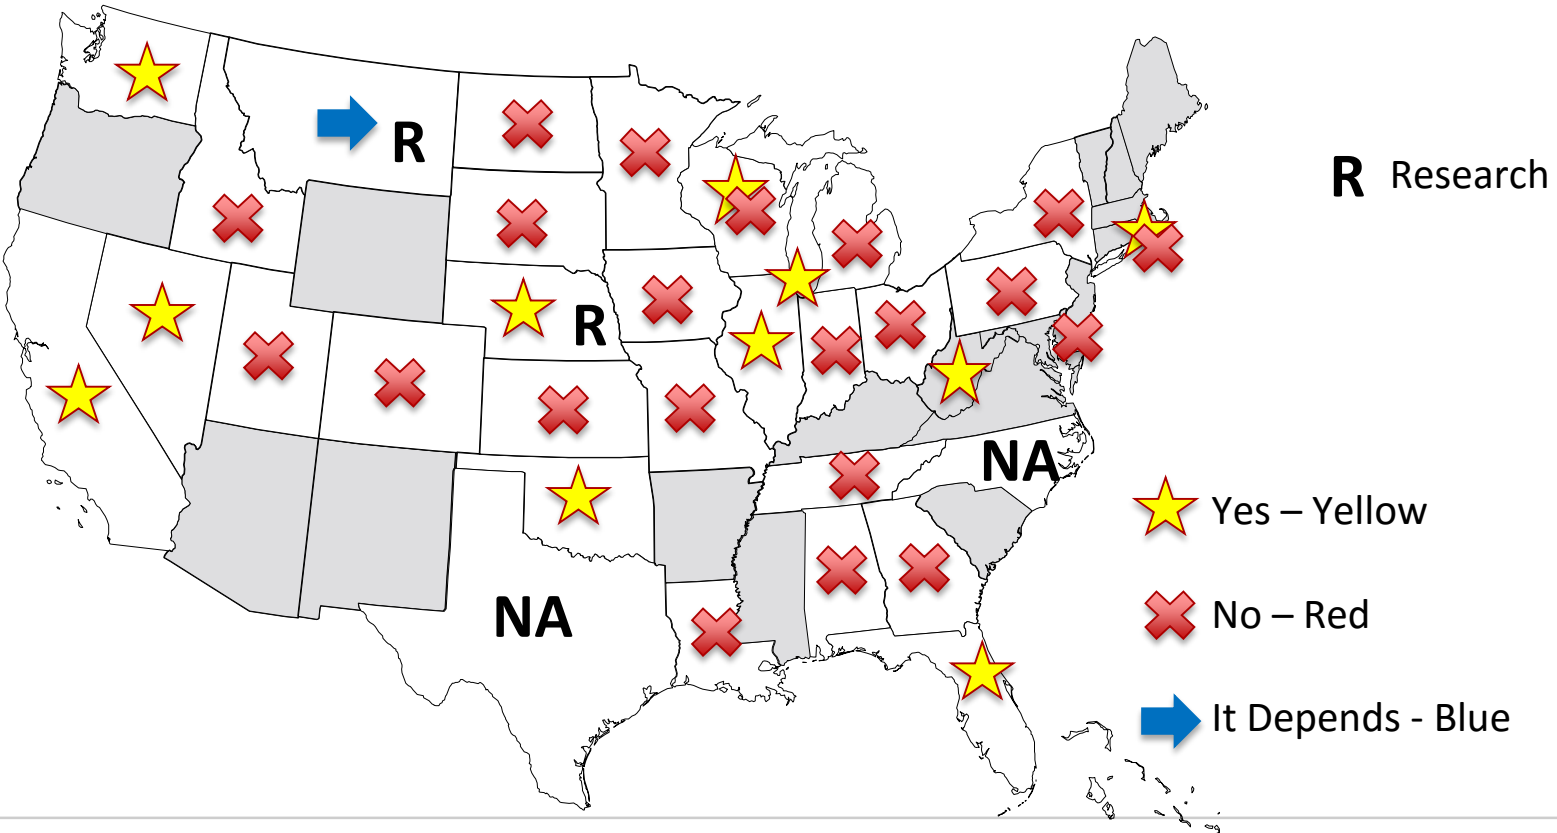 R
R
R Research
NA
NA
Yes – Yellow
No – Red
It Depends - Blue